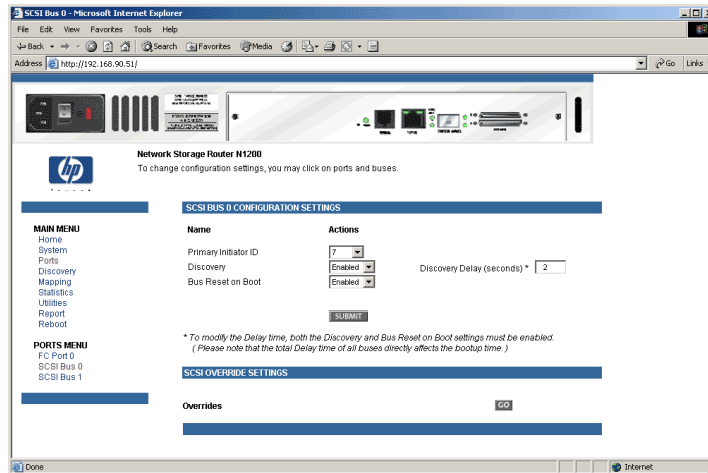 SCSI Bus 0 - Microsoft Internet Explorer
File Edit View Favorites Tools Help
Back Search Favorites Media
Address http://192.168.90.51/ Go Links
hp
Network Storage Router N1200
To change configuration settings, you may click on ports and buses.
SCSI BUS 0 CONFIGURATION SETTINGS
MAIN MENU
Home
System
Ports
Discovery
Mapping
Statistics
Utilities
Report
Reboot
PORTS MENU
FC Port 0
SCSI Bus 0
SCSI Bus 1
Name Actions
Primary Initiator ID 7
Discovery Enabled Discovery Delay (seconds) * 2
Bus Reset on Boot Enabled
SUBMIT
* To modify the Delay time, both the Discovery and Bus Reset on Boot settings must be enabled.
( Please note that the total Delay time of all buses directly affects the bootup time. )
SCSI OVERRIDE SETTINGS
Overrides GO
Done Internet